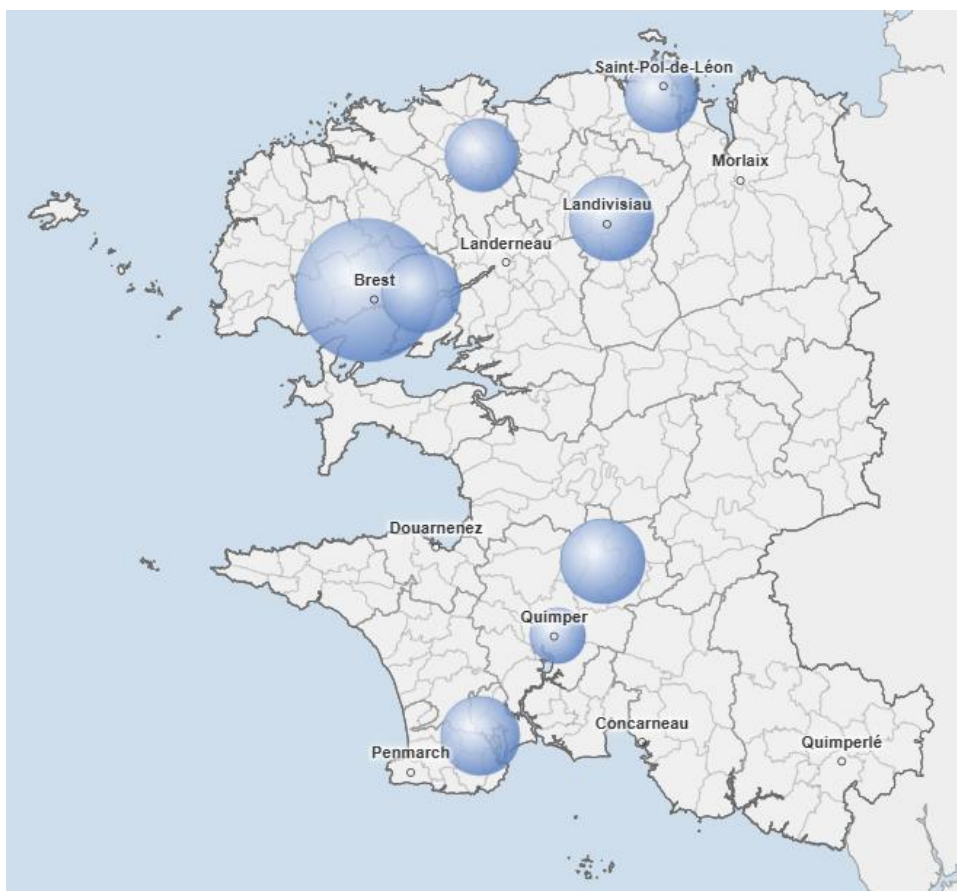 Saint-Pol-de-Léon
Morlaix
Landivisiau
Landerneau
Brest
Douarnenez
Quimper
Concarneau
Penmarch
Quimperlé